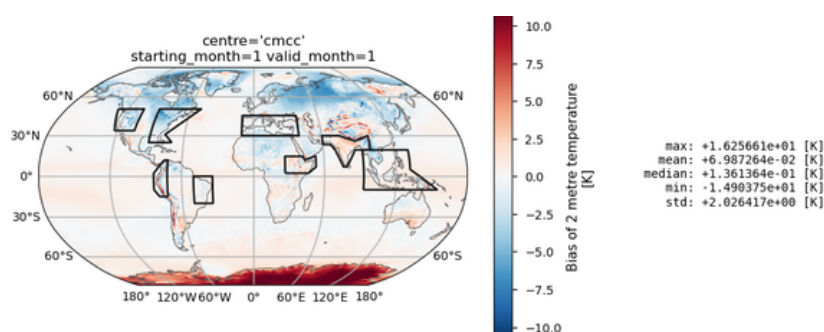 centre='cmcc'
starting_month=1 valid_month=1
60°N
30°N
0°
30°S
60°S
60°N
30°N
0°
30°S
60°S
180° 120°W 60°W 0° 60°E 120°E 180°
10.0
7.5
5.0
2.5
0.0
−2.5
−5.0
−7.5
−10.0
Bias of 2 metre temperature
[K]
max: +1.625661e+01 [K]
mean: +6.987264e-02 [K]
median: +1.361364e-01 [K]
min: -1.490375e+01 [K]
std: +2.026417e+00 [K]